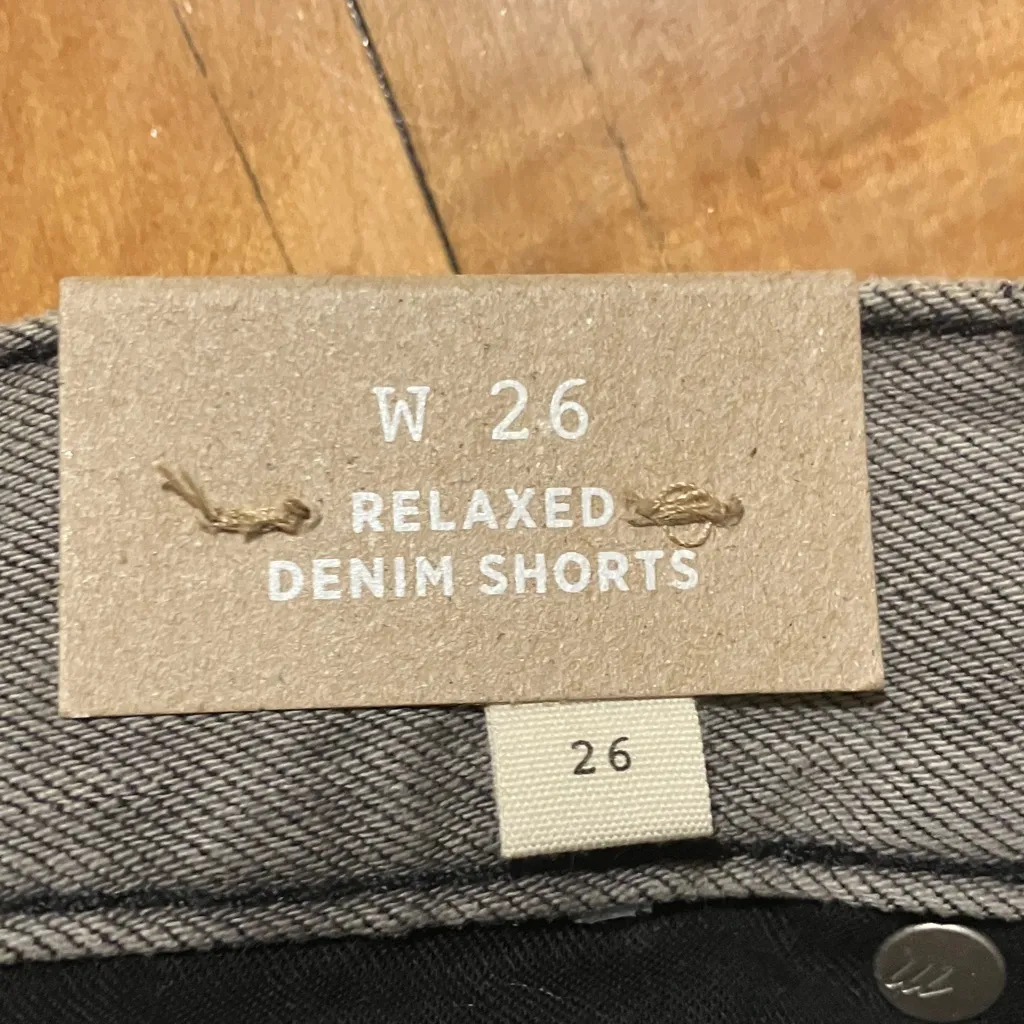 W 26
RELAXED
DENIM SHORTS
26